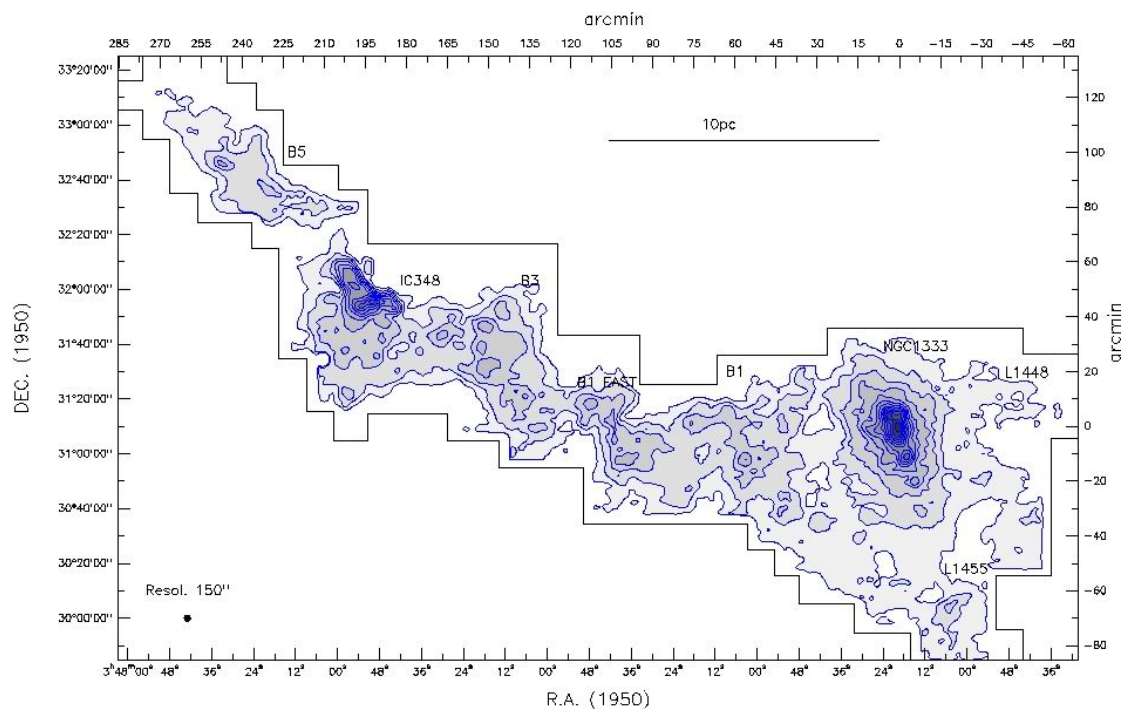 arcmin
285 270 255 240 225 210 195 180 165 150 135 120 105 90 75 60 45 30 15 0 −15 −30 −45 −60
33°20'00''
120
10pc
33°00'00''
B5
100
32°40'00''
80
32°20'00''
60
IC348
B3
32°00'00''
40
DEC. (1950)
arcmin
31°40'00''
NGC1333
20
B1
L1448
B1 EAST
31°20'00''
0
31°00'00''
−20
30°40'00''
−40
30°20'00''
L1455
−60
Resol. 150''
30°00'00''
−80
3ʰ48ᵐ00ˢ 36ˢ 24ˢ 12ˢ 00ˢ 48ˢ 36ˢ 24ˢ 12ˢ 00ˢ 48ˢ 36ˢ 24ˢ 12ˢ 00ˢ 48ˢ 36ˢ 24ˢ 12ˢ 00ˢ 48ˢ 36ˢ
R.A. (1950)